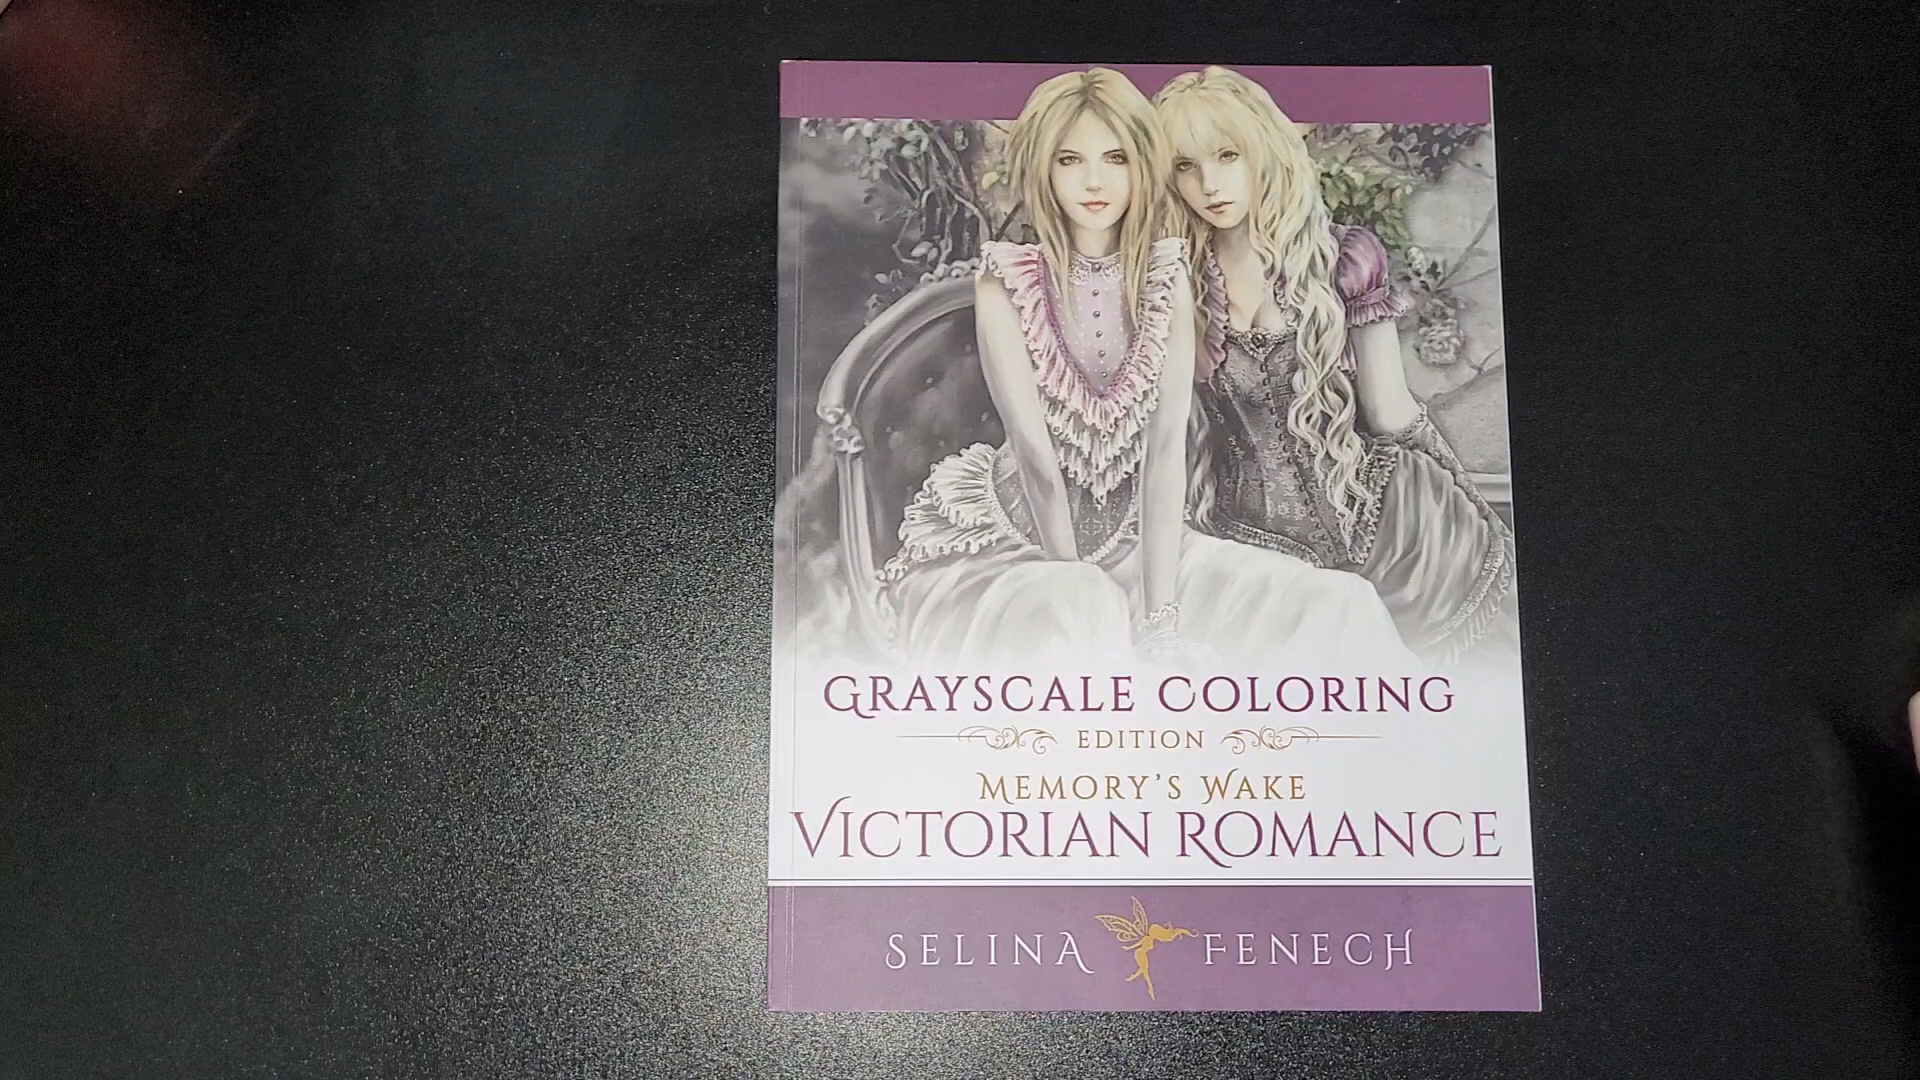 GRAYSCALE COLORING
EDITION
MEMORY'S WAKE
VICTORIAN ROMANCE
SELINA FENECH